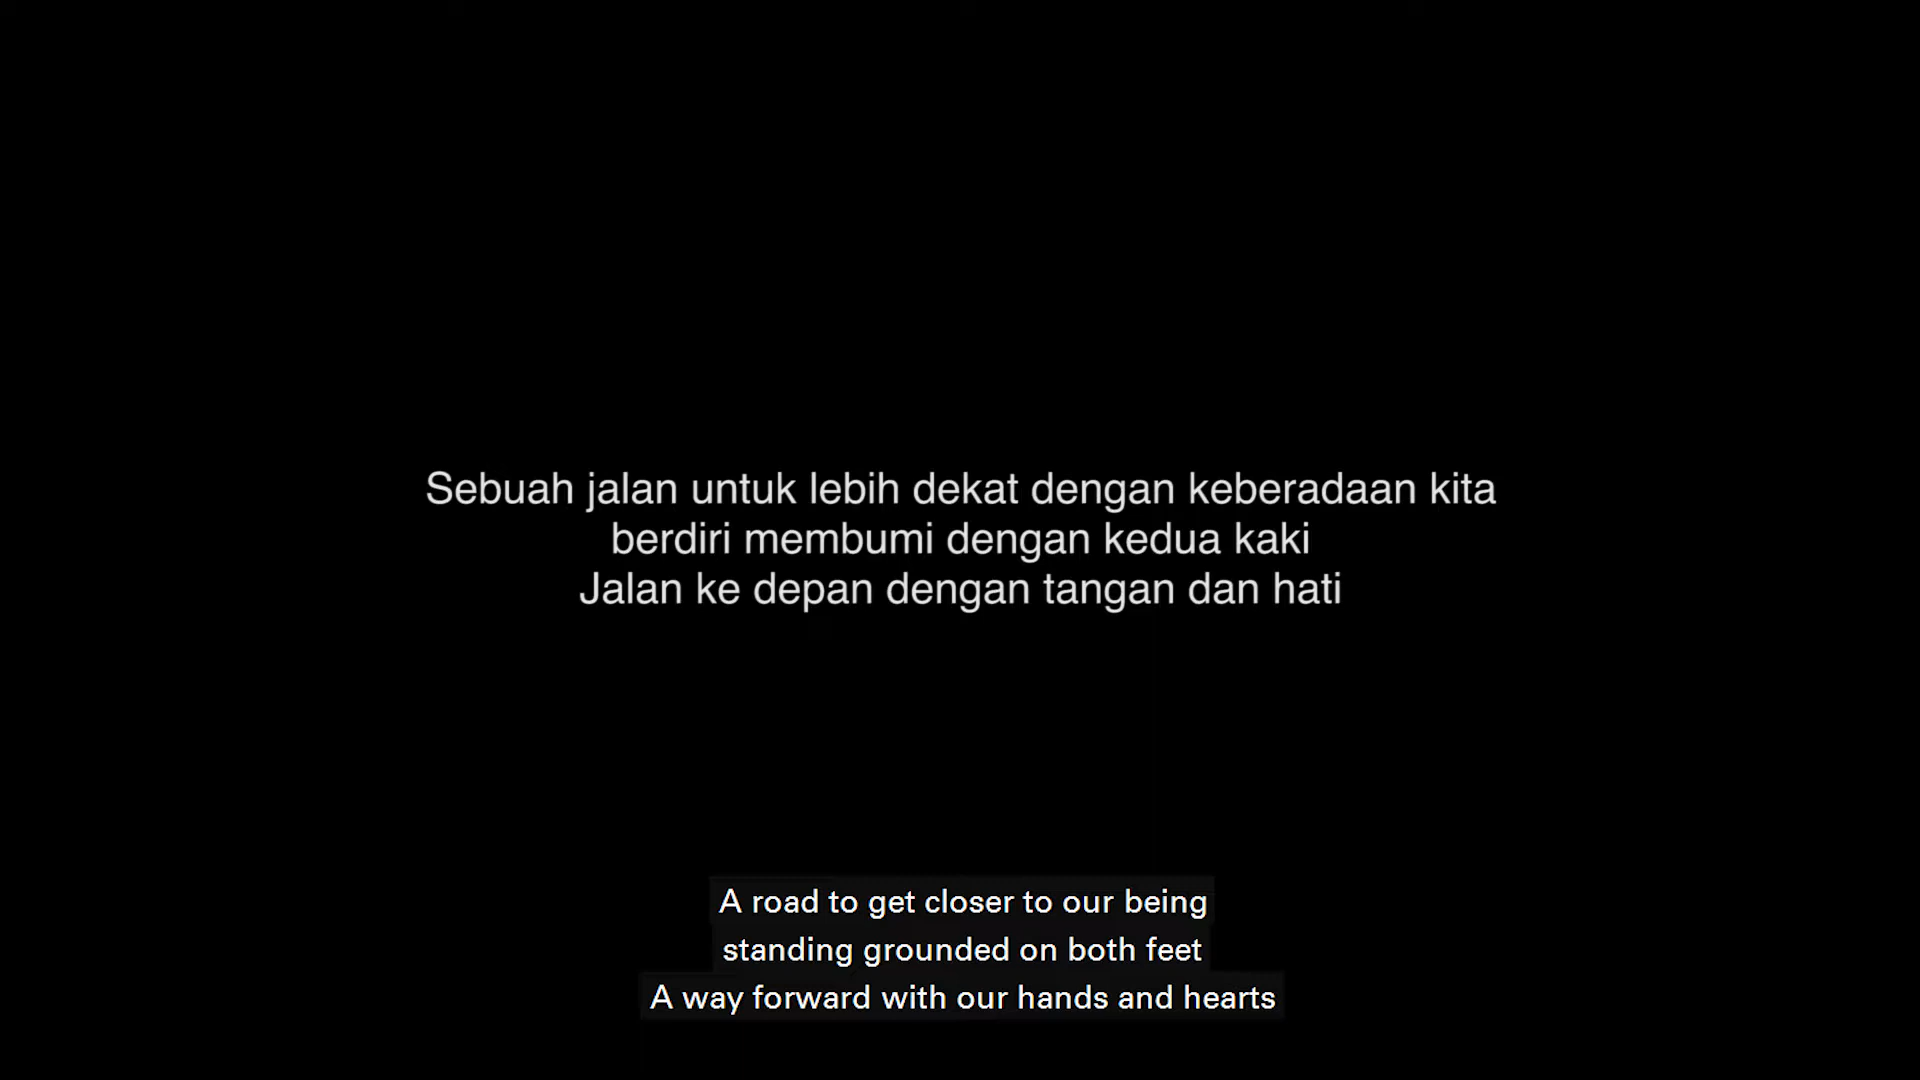 Sebuah jalan untuk lebih dekat dengan keberadaan kita
berdiri membumi dengan kedua kaki
Jalan ke depan dengan tangan dan hati
A road to get closer to our being
standing grounded on both feet
A way forward with our hands and hearts